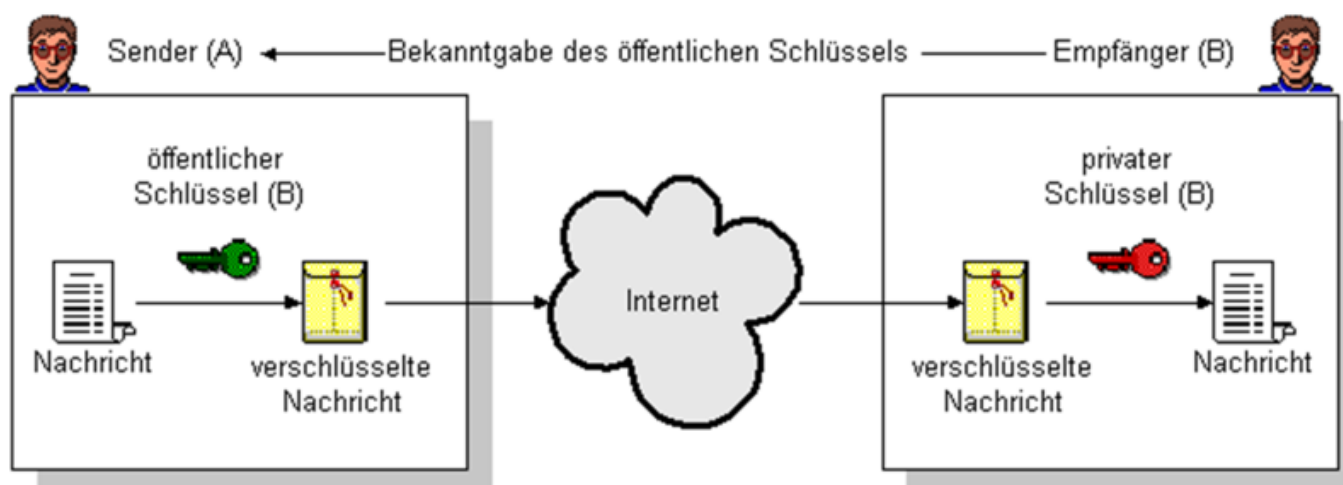 Sender (A) Bekanntgabe des öffentlichen Schlüssels Empfänger (B)
öffentlicher
Schlüssel (B)
Nachricht
verschlüsselte
Nachricht
Internet
privater
Schlüssel (B)
verschlüsselte
Nachricht
Nachricht